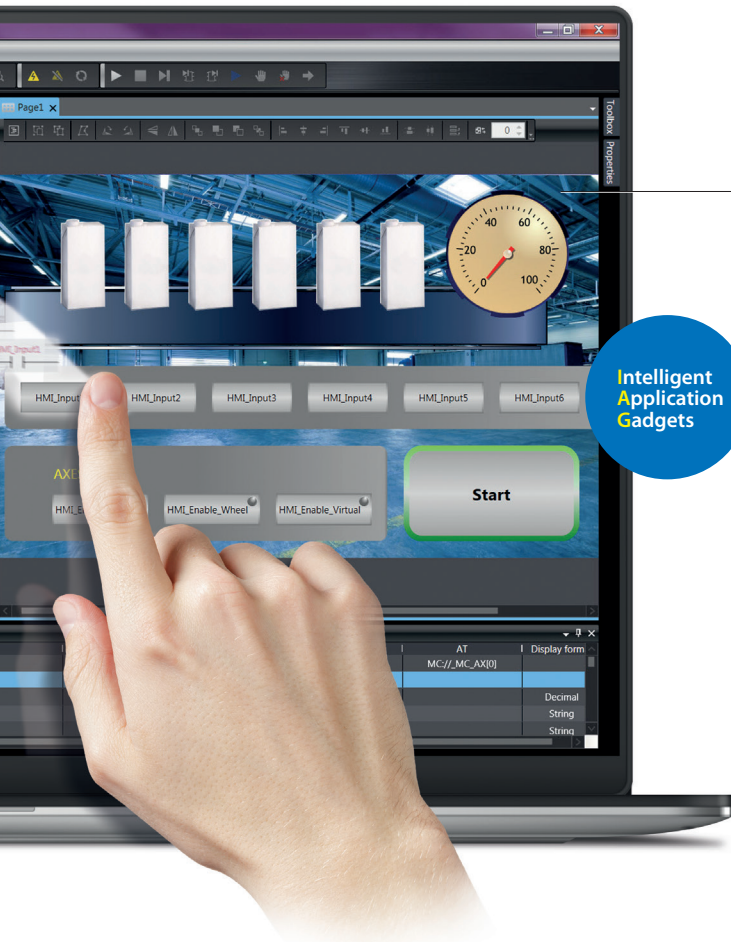 Toolbox
Page1
0
Properties
40 60
20 80
0 100
Intelligent
Application
Gadgets
HMI_Input2
HMI_Input3
HMI_Input4
HMI_Input5
HMI_Input6
Start
HMI_Enable_Wheel
HMI_Enable_Virtual
AT
Display form
MC://_MC_AX[0]
Decimal
String
String